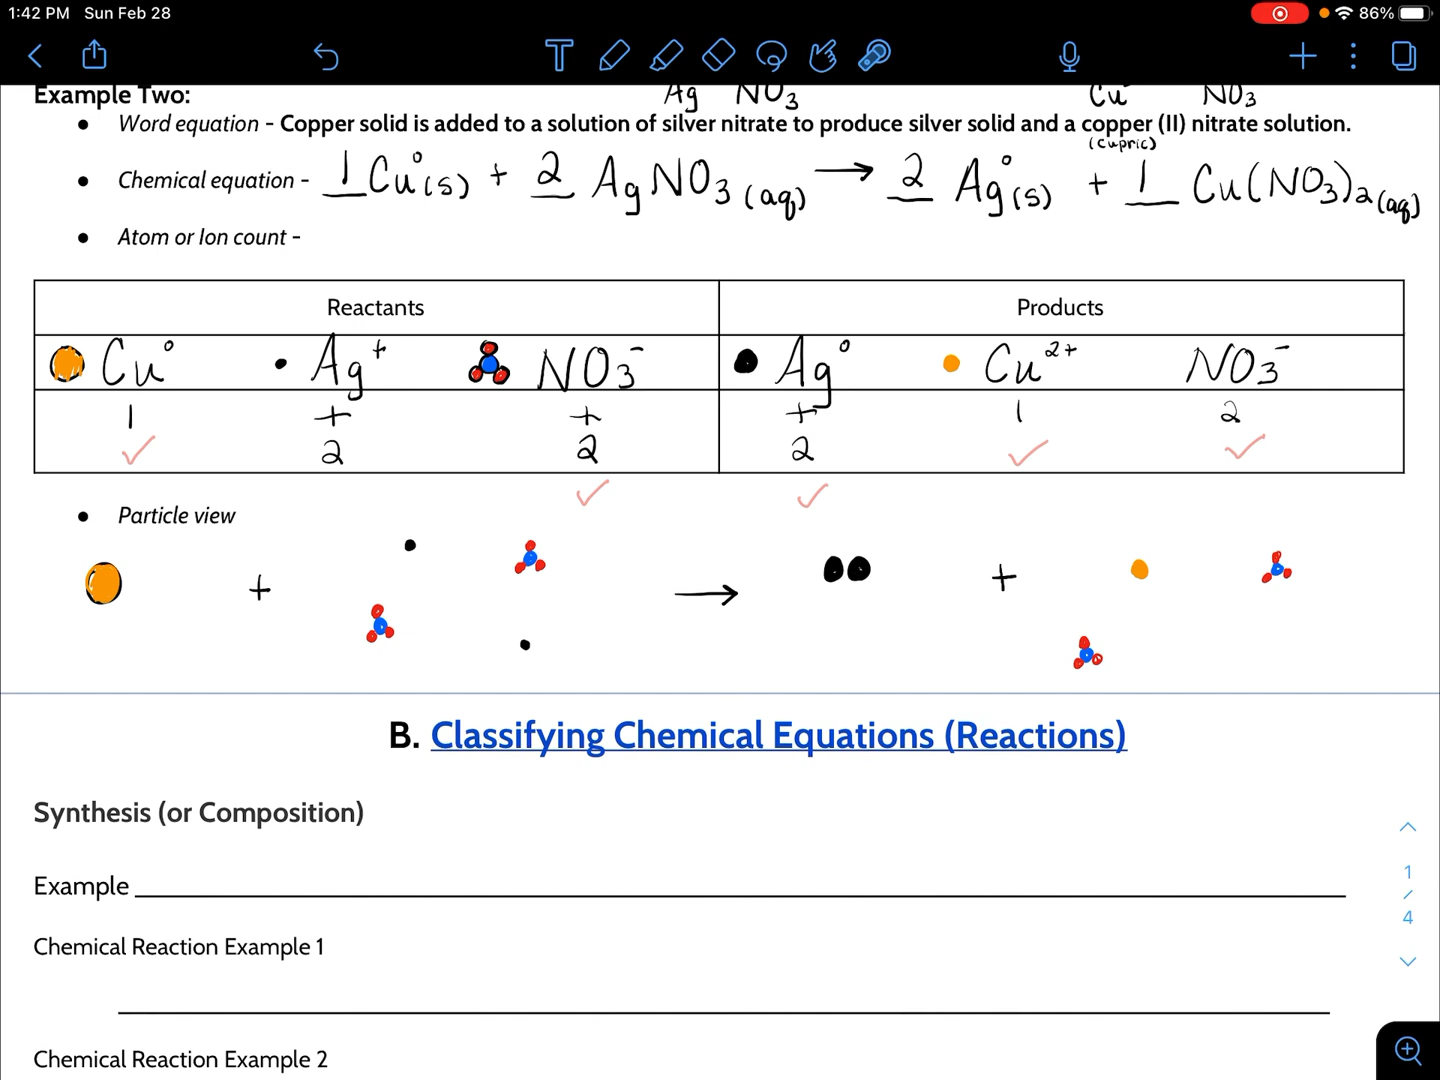 1:42 PM Sun Feb 28 86%
Example Two: Ag NO3 Cu NO3
● Word equation - Copper solid is added to a solution of silver nitrate to produce silver solid and a copper (II) nitrate solution.
(cupric)
● Chemical equation - 1 Cu°(s) + 2 AgNO3 (aq) → 2 Ag°(s) + 1 Cu(NO3)2(aq)
● Atom or Ion count -
Reactants Products
Cu° Ag+ NO3- Ag° Cu2+ NO3-
1 + + + 1 2
✓ 2 2 2 ✓ ✓
✓ ✓
● Particle view
+ → +
B. Classifying Chemical Equations (Reactions)
Synthesis (or Composition)
Example
1
/
4
Chemical Reaction Example 1
Chemical Reaction Example 2